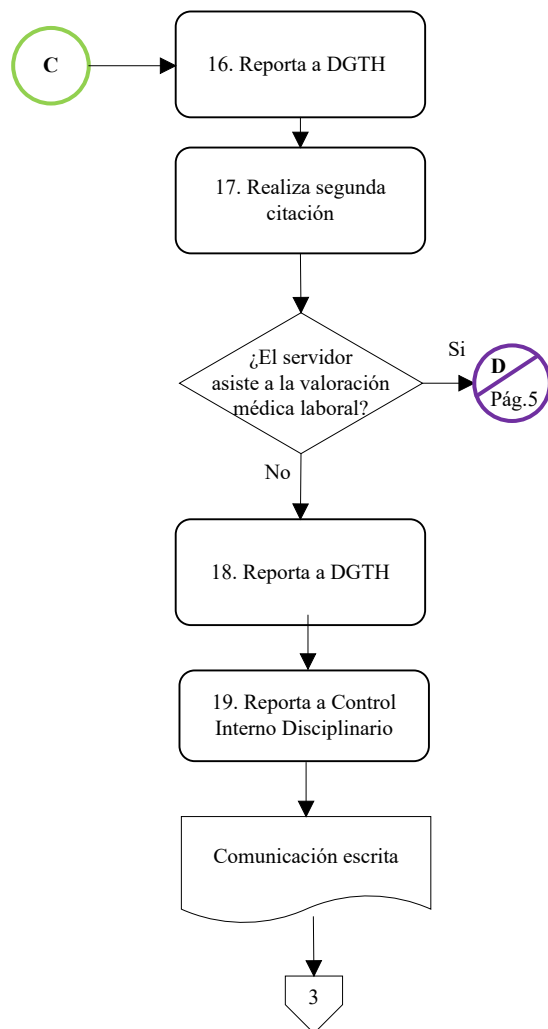 C
16. Reporta a DGTH
17. Realiza segunda
citación
¿El servidor
asiste a la valoración
médica laboral?
Si
D
Pág.5
No
18. Reporta a DGTH
19. Reporta a Control
Interno Disciplinario
Comunicación escrita
3